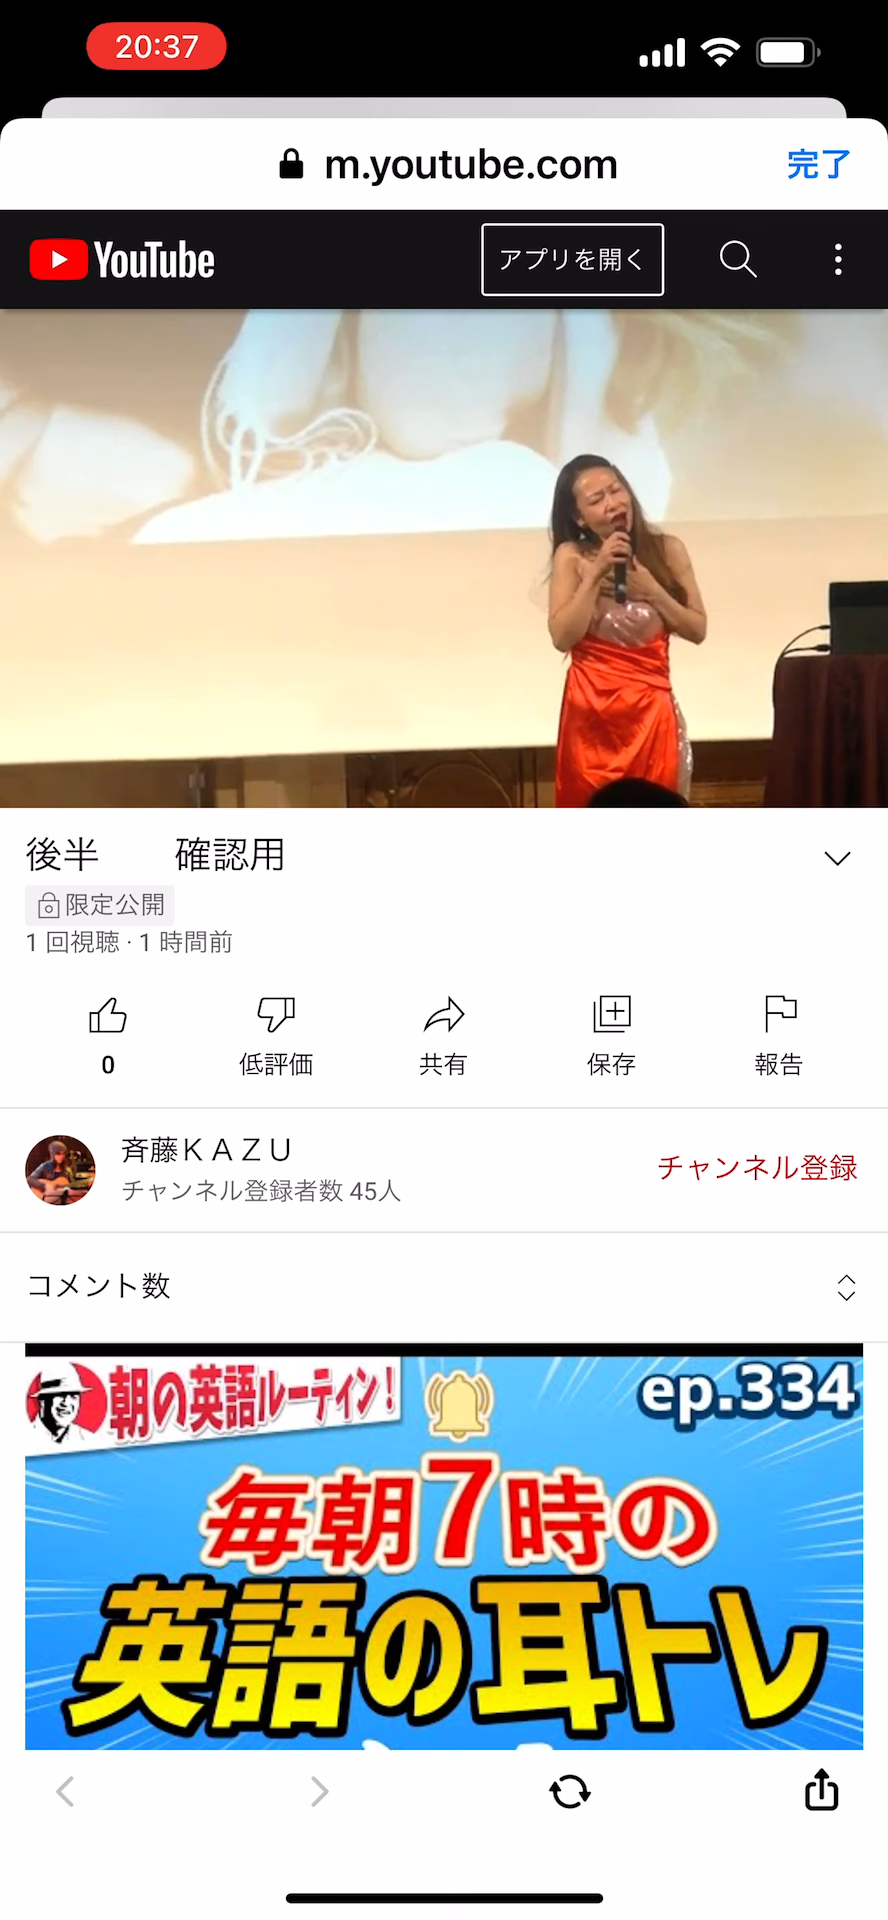 20:37
m.youtube.com
完了
YouTube
アプリを開く
後半　　確認用
限定公開
1 回視聴 · 1 時間前
0
低評価
共有
保存
報告
斉藤ＫＡＺＵ
チャンネル登録者数 45人
チャンネル登録
コメント数
朝の英語ルーティン！
ep.334
毎朝7時の
英語の耳トレ